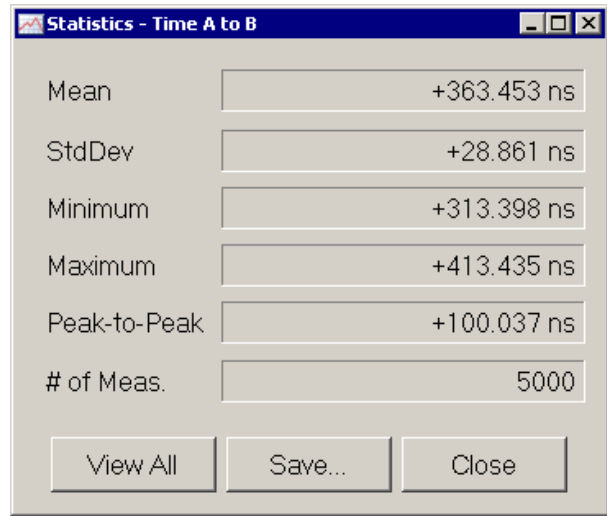 Statistics - Time A to B
Mean +363.453 ns
StdDev +28.861 ns
Minimum +313.398 ns
Maximum +413.435 ns
Peak-to-Peak +100.037 ns
# of Meas. 5000
View All Save... Close